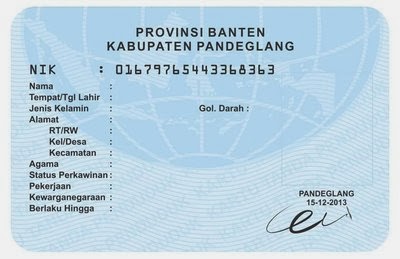 PROVINSI BANTEN
KABUPATEN PANDEGLANG
NIK : 01679765443368363
Nama :
Tempat/Tgl Lahir :
Jenis Kelamin : Gol. Darah :
Alamat :
RT/RW :
Kel/Desa :
Kecamatan :
Agama :
Status Perkawinan :
Pekerjaan :
Kewarganegaraan :
Berlaku Hingga :
PANDEGLANG
15-12-2013